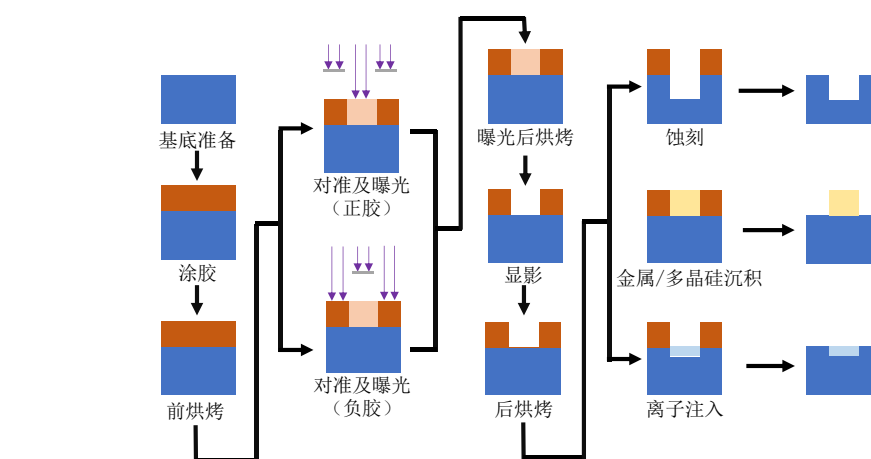 基底准备
涂胶
前烘烤
对准及曝光
（正胶）
对准及曝光
（负胶）
曝光后烘烤
显影
后烘烤
蚀刻
金属/多晶硅沉积
离子注入